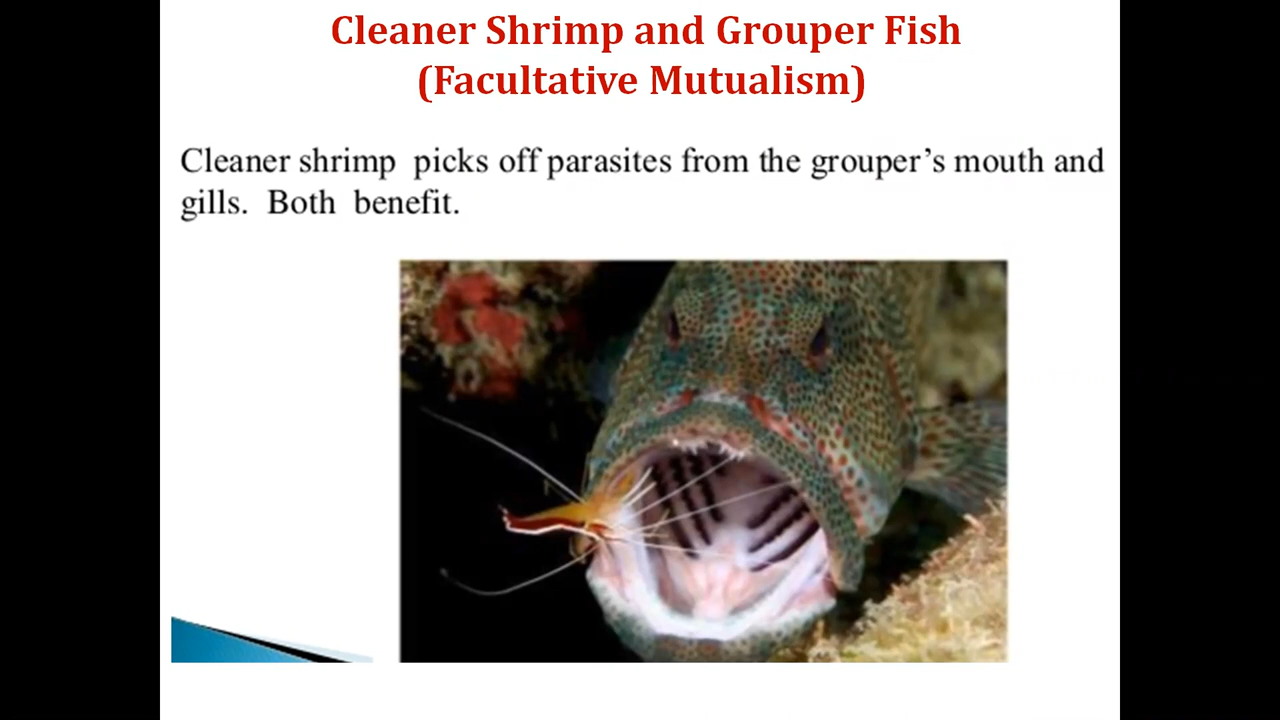 Cleaner Shrimp and Grouper Fish
(Facultative Mutualism)
Cleaner shrimp picks off parasites from the grouper’s mouth and
gills. Both benefit.